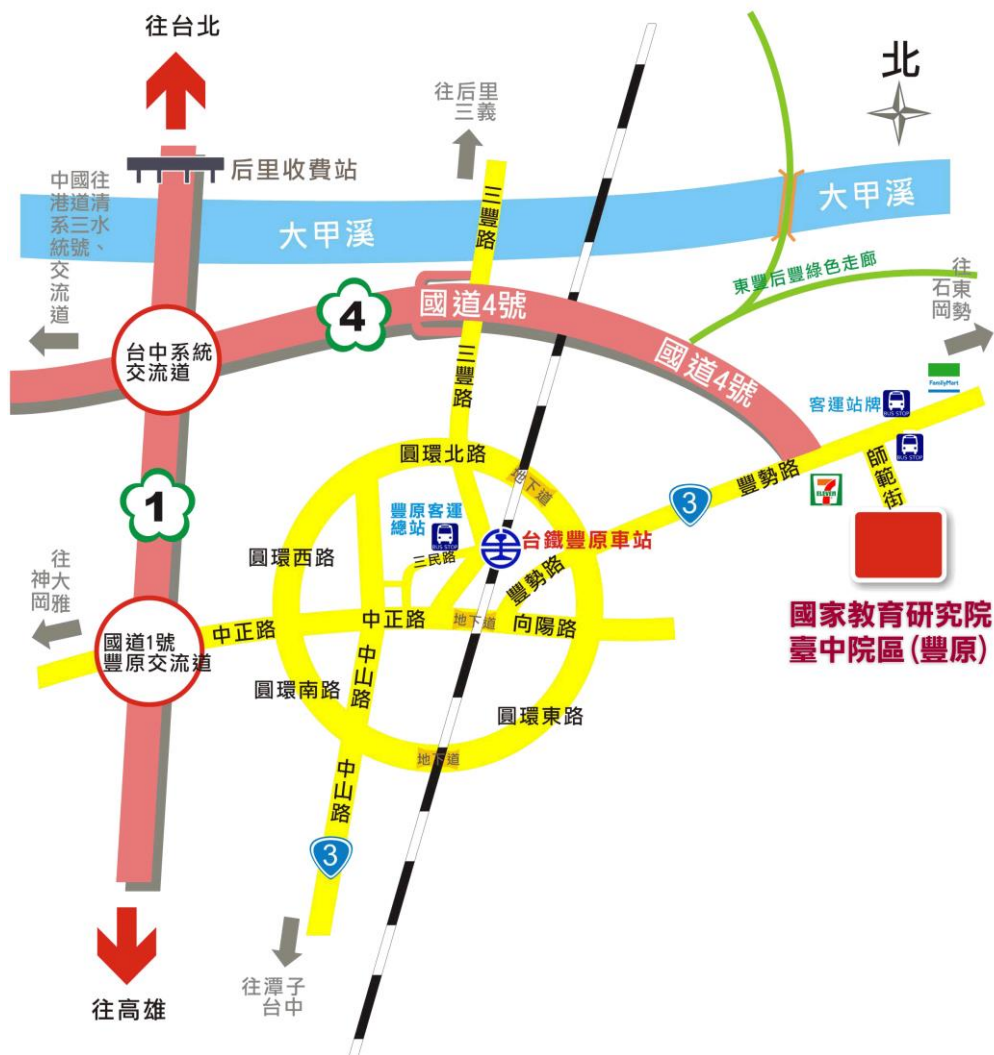 往台北
北
往后里
三義
后里收費站
往清水、
國道三號、
中港系統交流道
大甲溪
大甲溪
三豐路
東豐后豐綠色走廊
往東勢
石岡
4
國道4號
國道4號
台中系統
交流道
三豐路
FamilyMart
客運站牌
BUS STOP
BUS STOP
圓環北路
地下道
豐勢路
師範街
7
ELEVEN
3
1
豐原客運
總站
BUS STOP
台鐵豐原車站
三民路
圓環西路
豐勢路
往大雅
神岡
國道1號
豐原交流道
中正路
中正路
地下道
向陽路
國家教育研究院
臺中院區(豐原)
中山路
圓環南路
圓環東路
地下道
中山路
3
往潭子
台中
往高雄